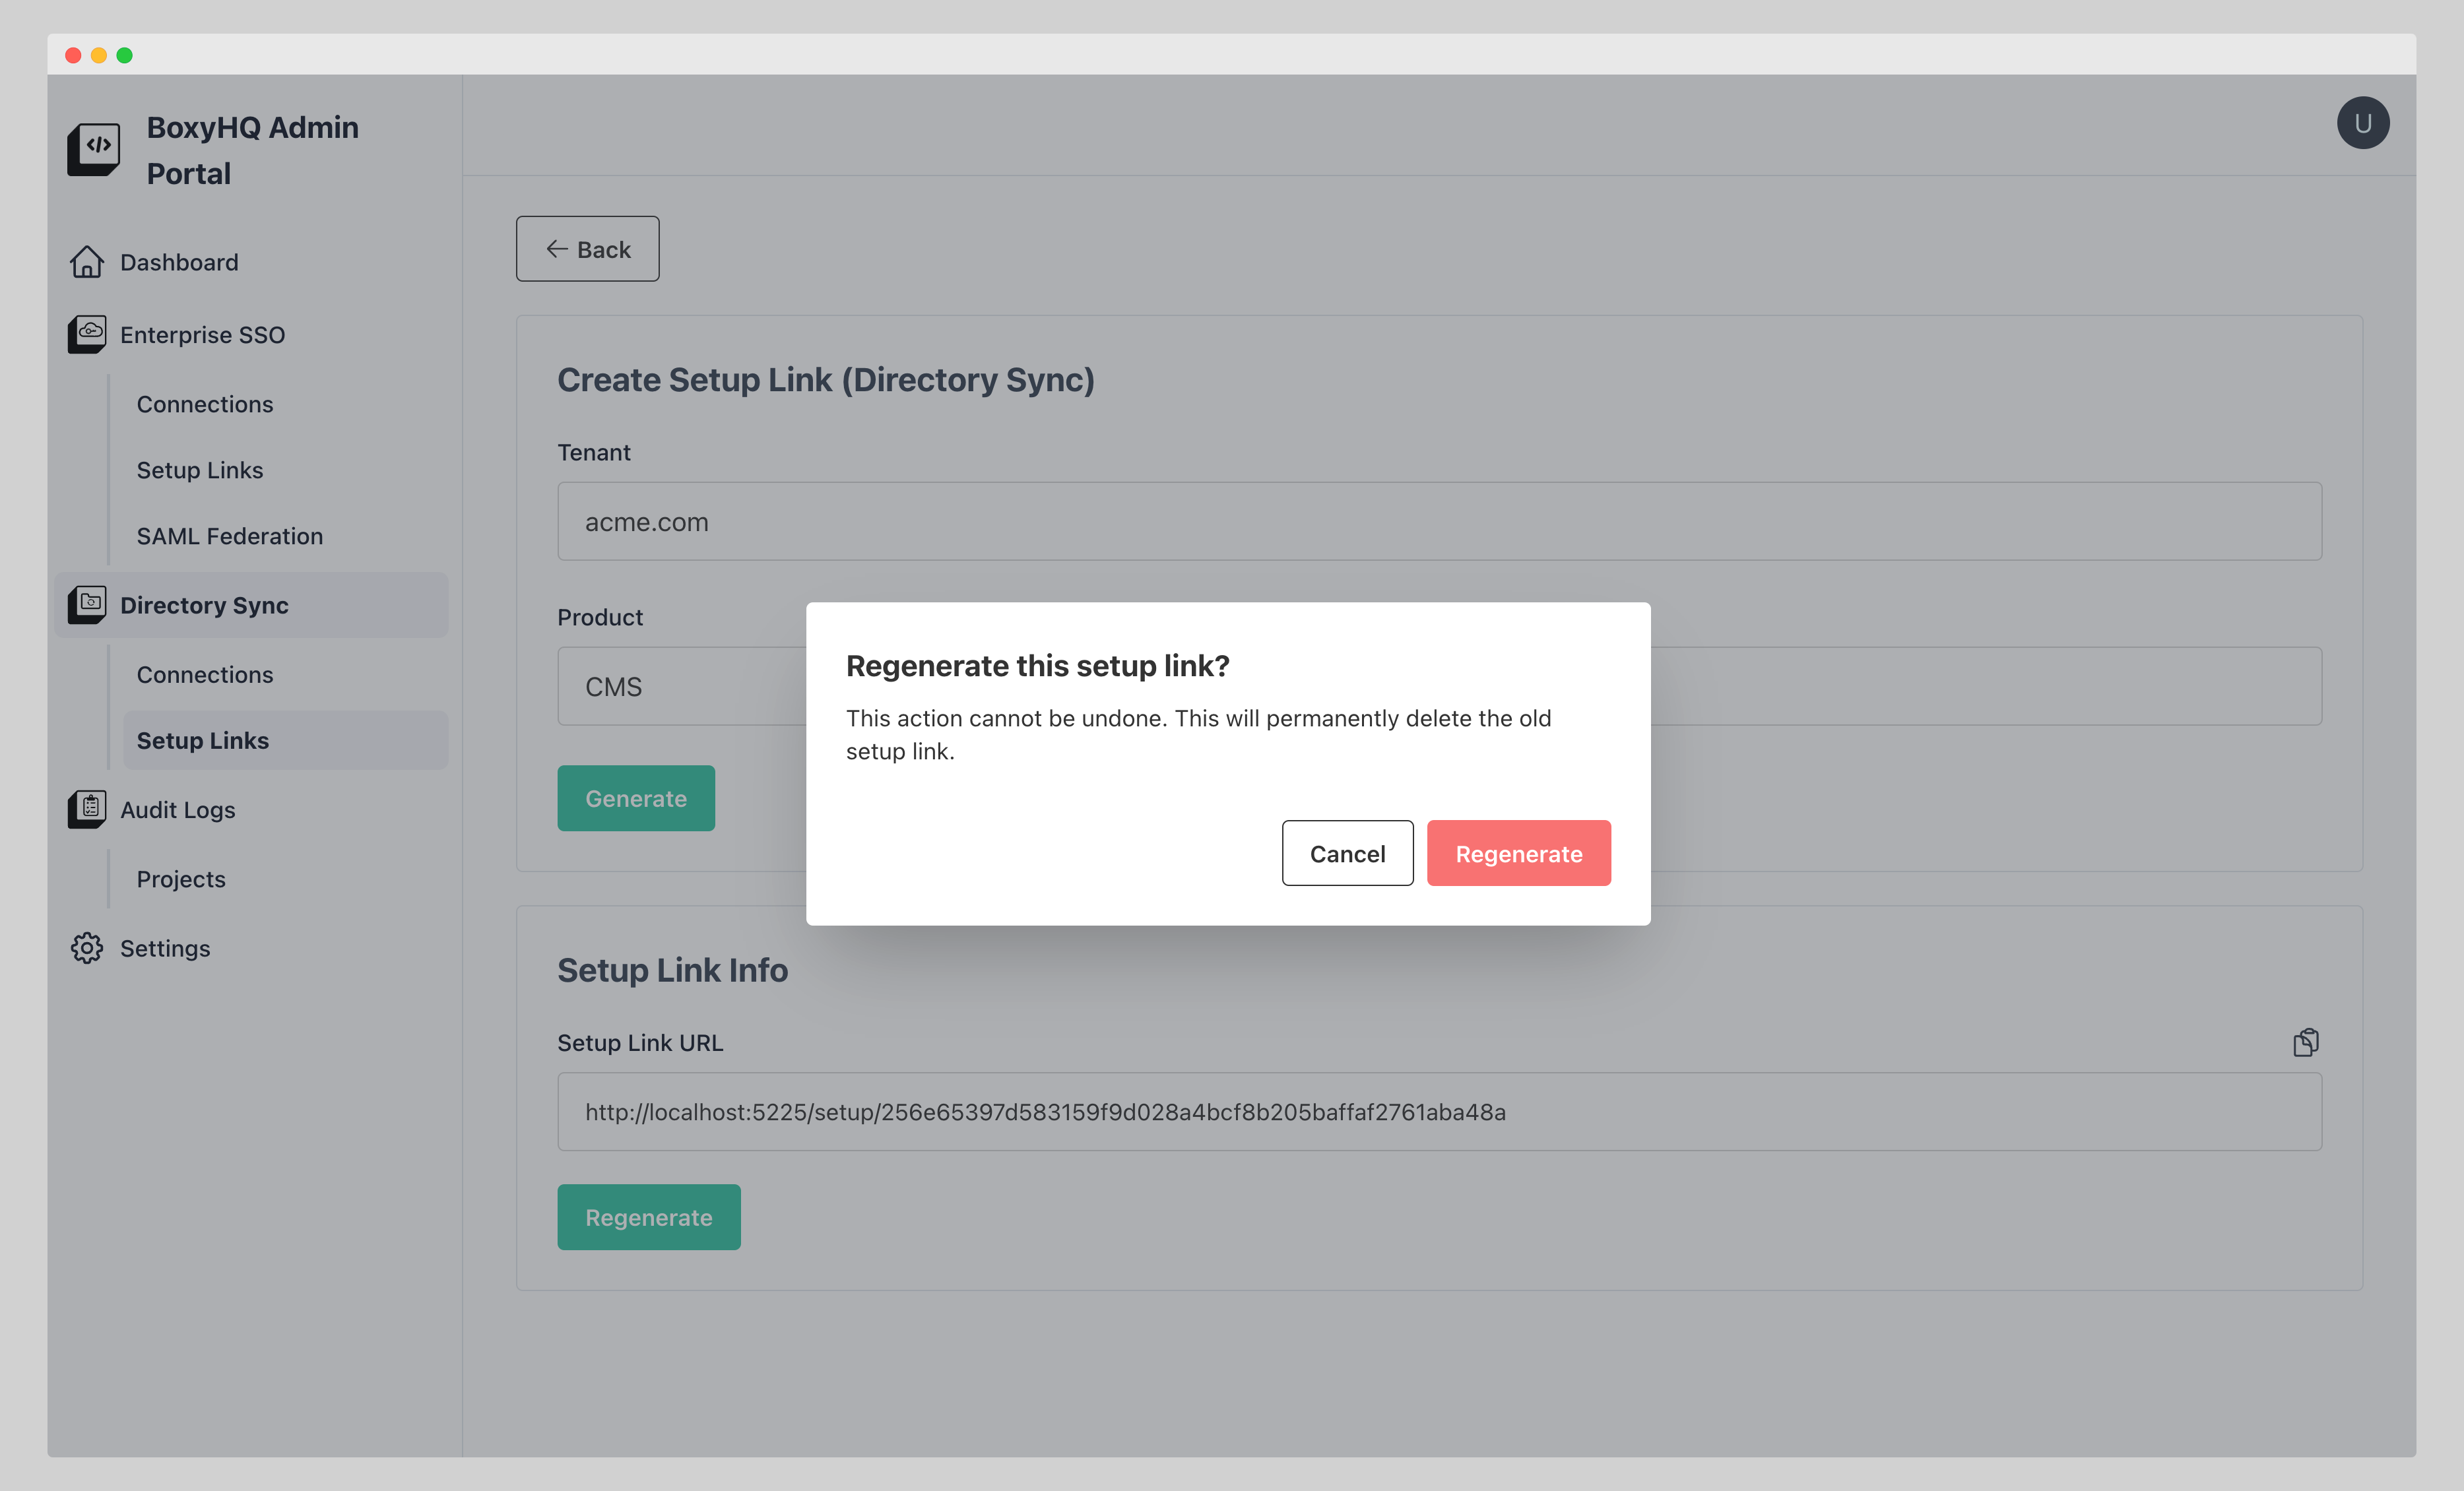 BoxyHQ Admin
Portal
U
Dashboard
Enterprise SSO
Connections
Setup Links
SAML Federation
Directory Sync
Connections
Setup Links
Audit Logs
Projects
Settings
Back
Create Setup Link (Directory Sync)
Tenant
acme.com
Product
CMS
Generate
Regenerate this setup link?
This action cannot be undone. This will permanently delete the old
setup link.
Cancel
Regenerate
Setup Link Info
Setup Link URL
http://localhost:5225/setup/256e65397d583159f9d028a4bcf8b205baffaf2761aba48a
Regenerate